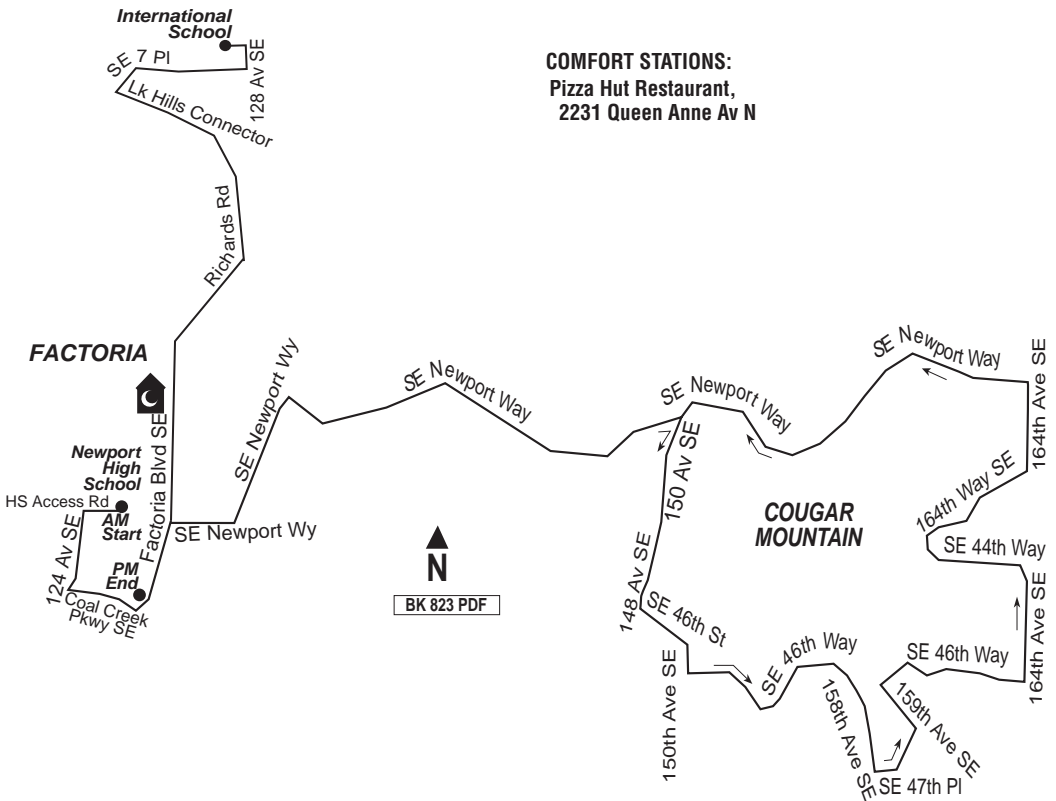 International
School
SE 7 Pl
128 Av SE
Lk Hills Connector
COMFORT STATIONS:
Pizza Hut Restaurant,
2231 Queen Anne Av N
Richards Rd
FACTORIA
Factoria Blvd SE
Newport
High
School
HS Access Rd
AM
Start
124 Av SE
PM
End
Coal Creek
Pkwy SE
SE Newport Wy
SE Newport Wy
SE Newport Way
SE Newport Way
SE Newport Way
164th Ave SE
150 Av SE
COUGAR
MOUNTAIN
164th Way SE
SE 44th Way
N
BK 823 PDF
148 Av SE
SE 46th St
150th Ave SE
SE 46th Way
158th Ave SE
SE 47th Pl
159th Ave SE
SE 46th Way
164th Ave SE